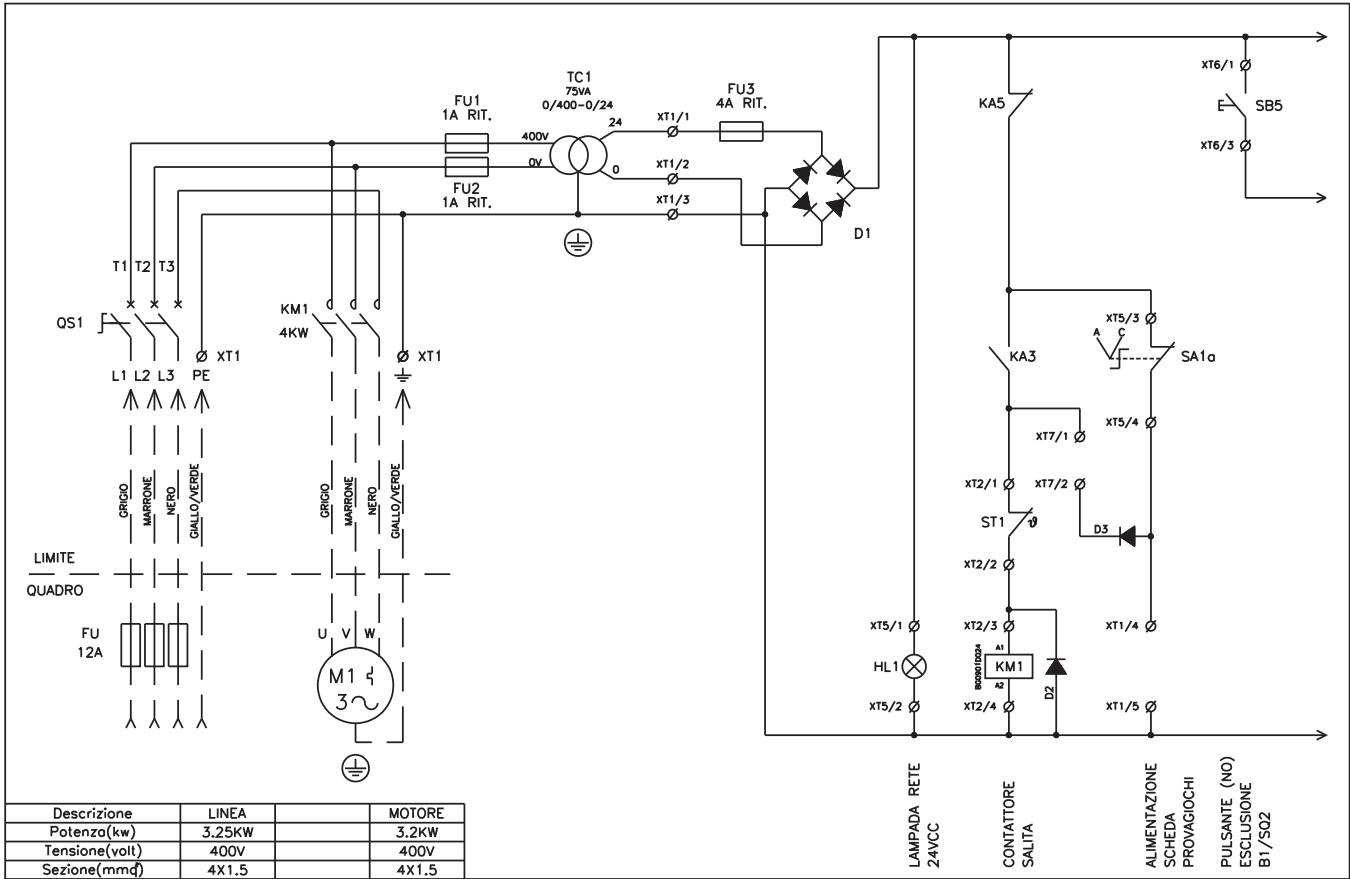 XT6/1
SB5
XT6/3
TC1
75VA
0/400-0/24
FU1
1A RIT.
FU3
4A RIT.
KA5
400V
24
XT1/1
0V
0
XT1/2
FU2
1A RIT.
XT1/3
D1
T1 T2 T3
QS1
KM1
4KW
XT5/3
A C
SA1a
XT1
XT1
KA3
L1 L2 L3 PE
XT5/4
XT7/1
GRIGIO
MARRONE
NERO
GIALLO/VERDE
GRIGIO
MARRONE
NERO
GIALLO/VERDE
XT2/1
XT7/2
ST1
ϑ
D3
LIMITE
QUADRO
XT2/2
FU
12A
U V W
XT5/1
XT2/3
XT1/4
M1
3
HL1
BG0901D024
A1
KM1
A2
D2
XT5/2
XT2/4
XT1/5
LAMPADA RETE
24VCC
CONTATTORE
SALITA
ALIMENTAZIONE
SCHEDA
PROVAGIOCHI
PULSANTE (NO)
ESCLUSIONE
B1/SQ2
Descrizione LINEA MOTORE
Potenza(kw) 3.25KW 3.2KW
Tensione(volt) 400V 400V
Sezione(mmq) 4X1.5 4X1.5